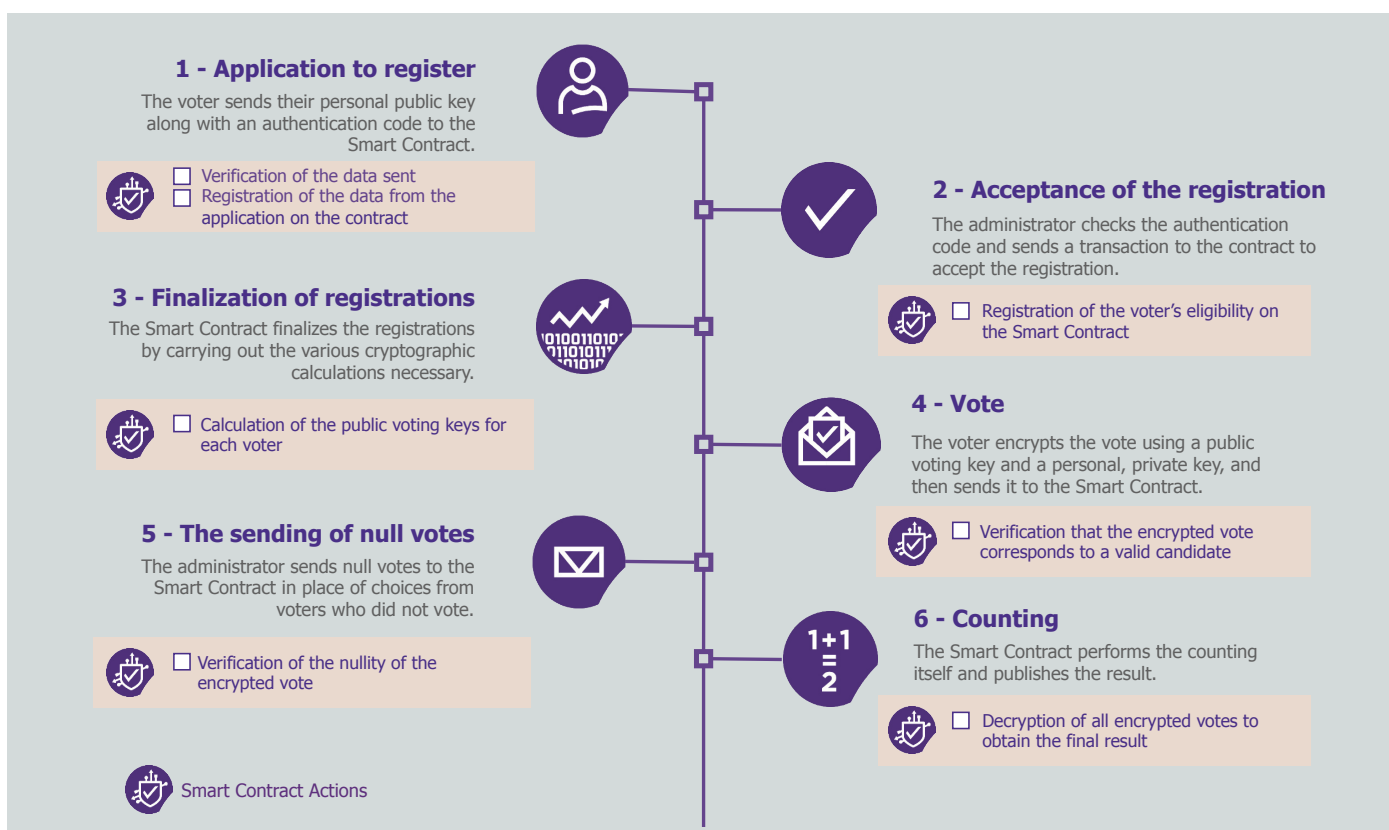 1 - Application to register
The voter sends their personal public key
along with an authentication code to the
Smart Contract.
Verification of the data sent
Registration of the data from the
application on the contract
2 - Acceptance of the registration
The administrator checks the authentication
code and sends a transaction to the contract to
accept the registration.
Registration of the voter’s eligibility on
the Smart Contract
3 - Finalization of registrations
The Smart Contract finalizes the registrations
by carrying out the various cryptographic
calculations necessary.
Calculation of the public voting keys for
each voter
4 - Vote
The voter encrypts the vote using a public
voting key and a personal, private key, and
then sends it to the Smart Contract.
Verification that the encrypted vote
corresponds to a valid candidate
5 - The sending of null votes
The administrator sends null votes to the
Smart Contract in place of choices from
voters who did not vote.
Verification of the nullity of the
encrypted vote
6 - Counting
1+1
=
2
The Smart Contract performs the counting
itself and publishes the result.
Decryption of all encrypted votes to
obtain the final result
Smart Contract Actions